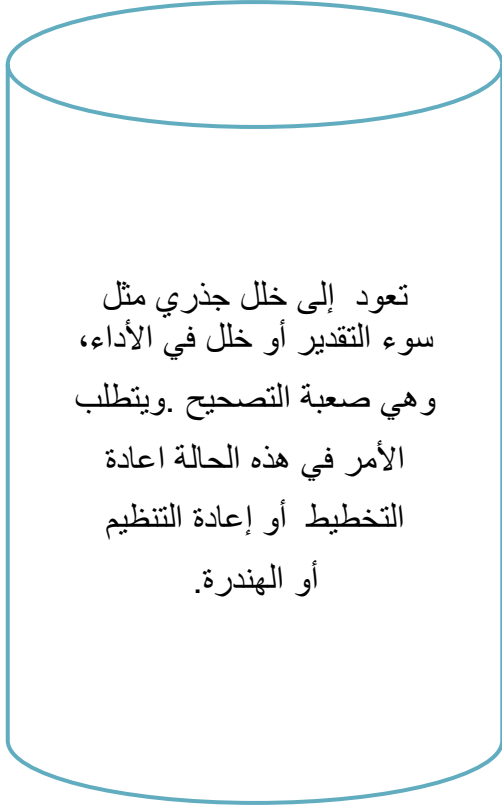 تعود إلى خلل جذري مثل
سوء التقدير أو خلل في الأداء،
وهي صعبة التصحيح .ويتطلب
الأمر في هذه الحالة اعادة
التخطيط أو إعادة التنظيم
أو الهندرة.